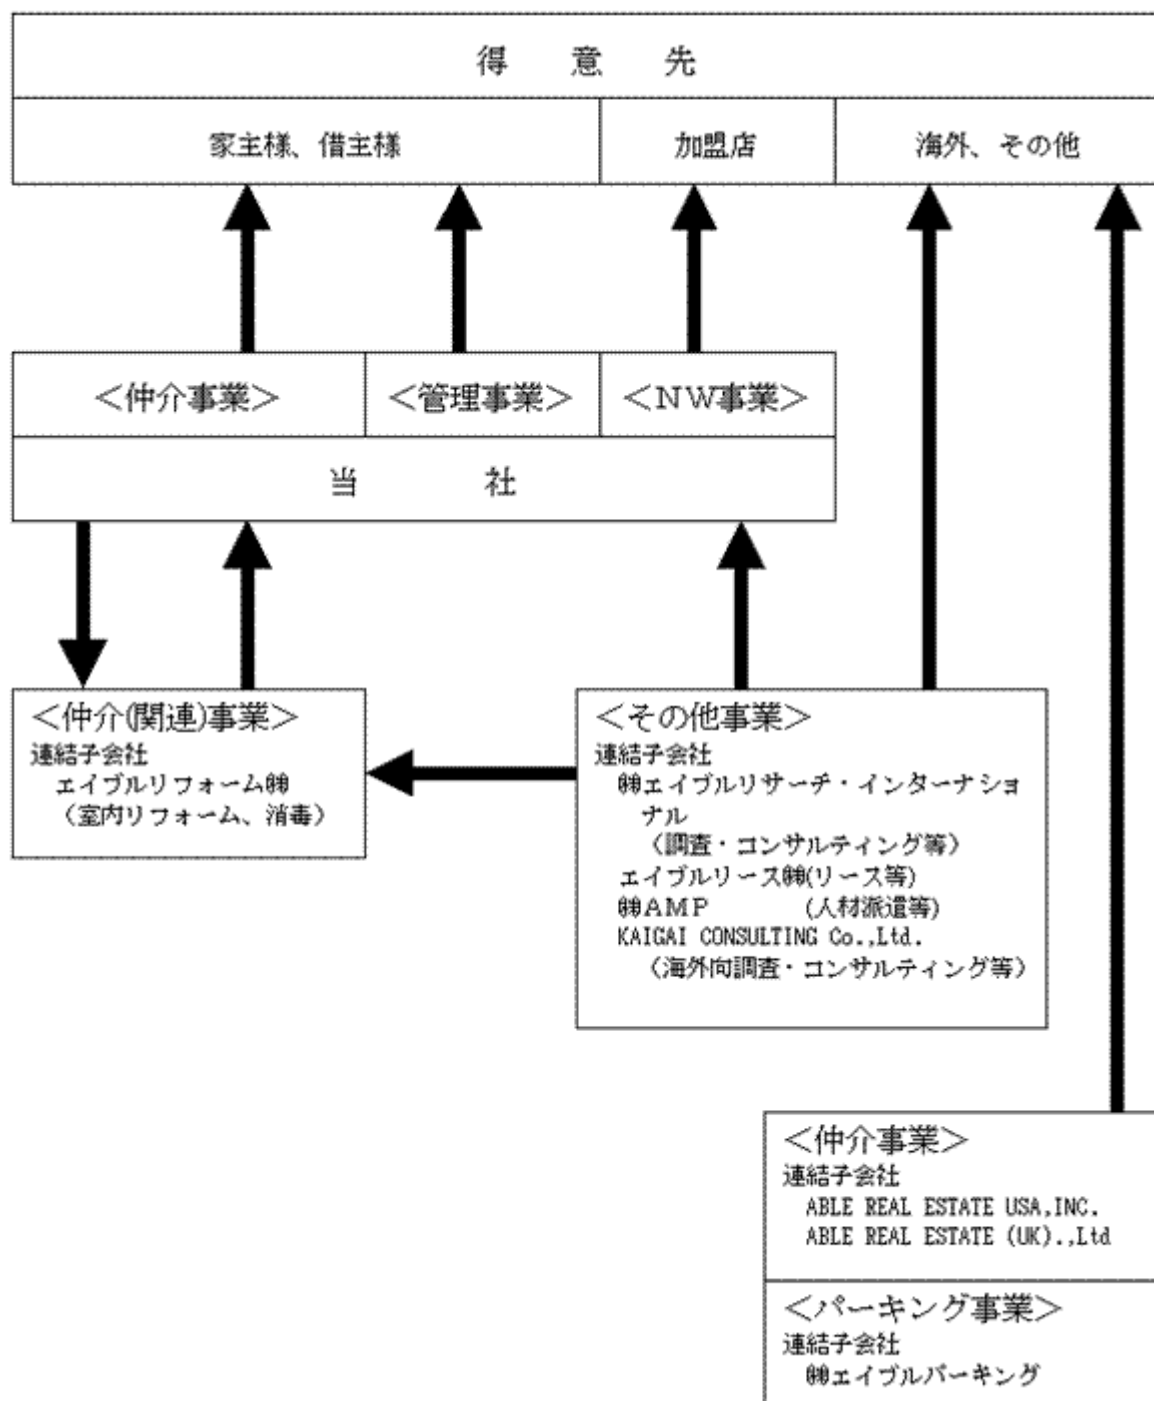 得意先
家主様、借主様
加盟店
海外、その他
＜仲介事業＞
＜管理事業＞
＜ＮＷ事業＞
当社
＜仲介(関連)事業＞
連結子会社
エイブルリフォーム㈱
（室内リフォーム、消毒）
＜その他事業＞
連結子会社
㈱エイブルリサーチ・インターナショ
ナル
（調査・コンサルティング等）
エイブルリース㈱(リース等)
㈱ＡＭＰ (人材派遣等)
KAIGAI CONSULTING Co.,Ltd.
（海外向調査・コンサルティング等）
＜仲介事業＞
連結子会社
ABLE REAL ESTATE USA,INC.
ABLE REAL ESTATE (UK).,Ltd
＜パーキング事業＞
連結子会社
㈱エイブルパーキング